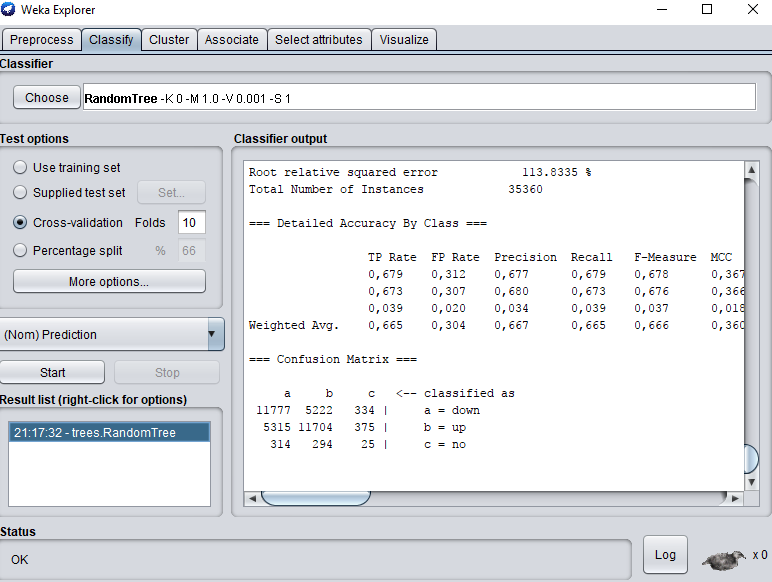 Weka Explorer
Preprocess Classify Cluster Associate Select attributes Visualize
Classifier
Choose RandomTree -K 0 -M 1.0 -V 0.001 -S 1
Test options
Use training set
Supplied test set Set...
Cross-validation Folds 10
Percentage split % 66
More options...
(Nom) Prediction
Start Stop
Result list (right-click for options)
21:17:32 - trees.RandomTree
Classifier output
Root relative squared error 113.8335 %
Total Number of Instances 35360
=== Detailed Accuracy By Class ===
TP Rate FP Rate Precision Recall F-Measure MCC
0,679 0,312 0,677 0,679 0,678 0,367
0,673 0,307 0,680 0,673 0,676 0,366
0,039 0,020 0,034 0,039 0,037 0,018
Weighted Avg. 0,665 0,304 0,667 0,665 0,666 0,360
=== Confusion Matrix ===
a b c <-- classified as
11777 5222 334 | a = down
5315 11704 375 | b = up
314 294 25 | c = no
Status
OK
Log x 0